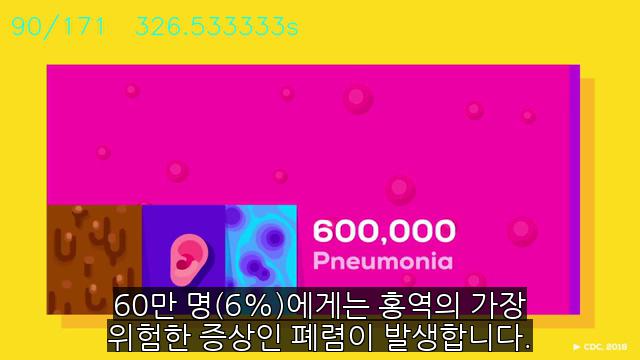 90/171 326.533333s
600,000
Pneumonia
60만 명(6%)에게는 홍역의 가장
위험한 증상인 폐렴이 발생합니다.
▶ CDC, 2018